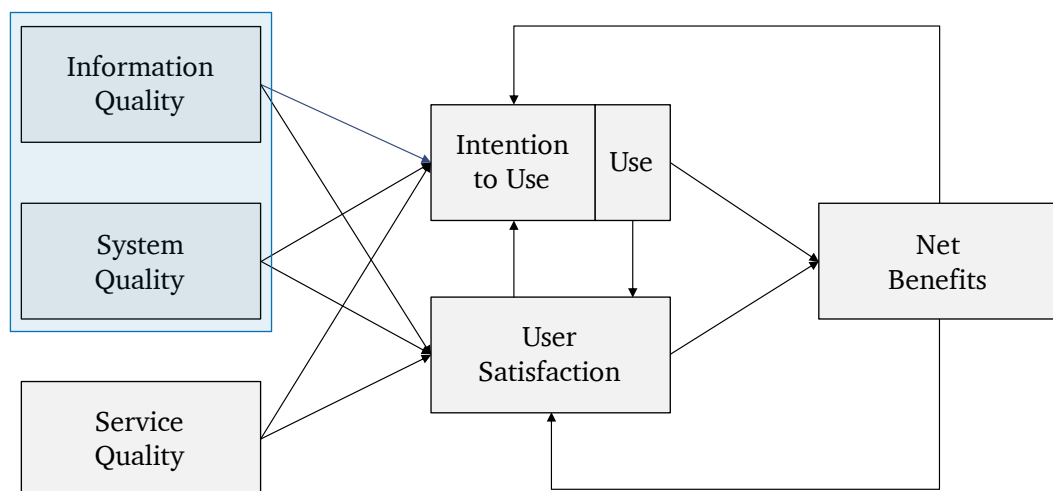 Information
Quality
System
Quality
Service
Quality
Intention
to Use
Use
User
Satisfaction
Net
Benefits